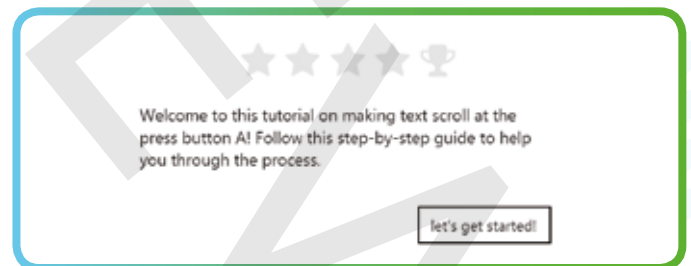 Welcome to this tutorial on making text scroll at the
press button A! Follow this step-by-step guide to help
you through the process.
let's get started!